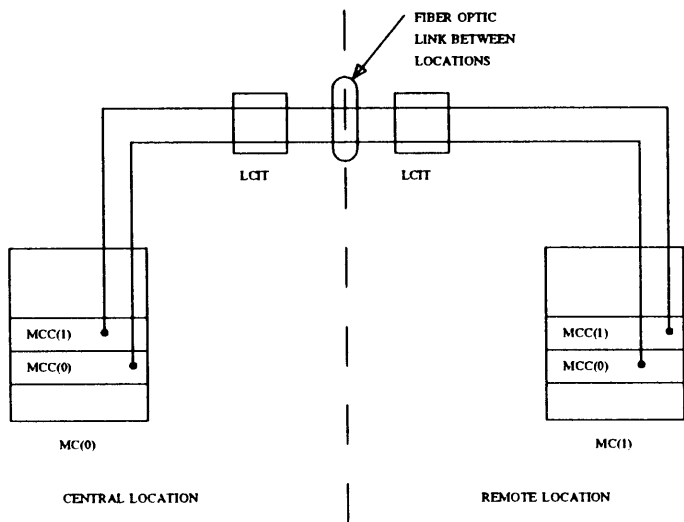 FIBER OPTIC
LINK BETWEEN
LOCATIONS
LCIT
LCIT
MCC(1)
MCC(0)
MC(0)
MCC(1)
MCC(0)
MC(1)
CENTRAL LOCATION
REMOTE LOCATION